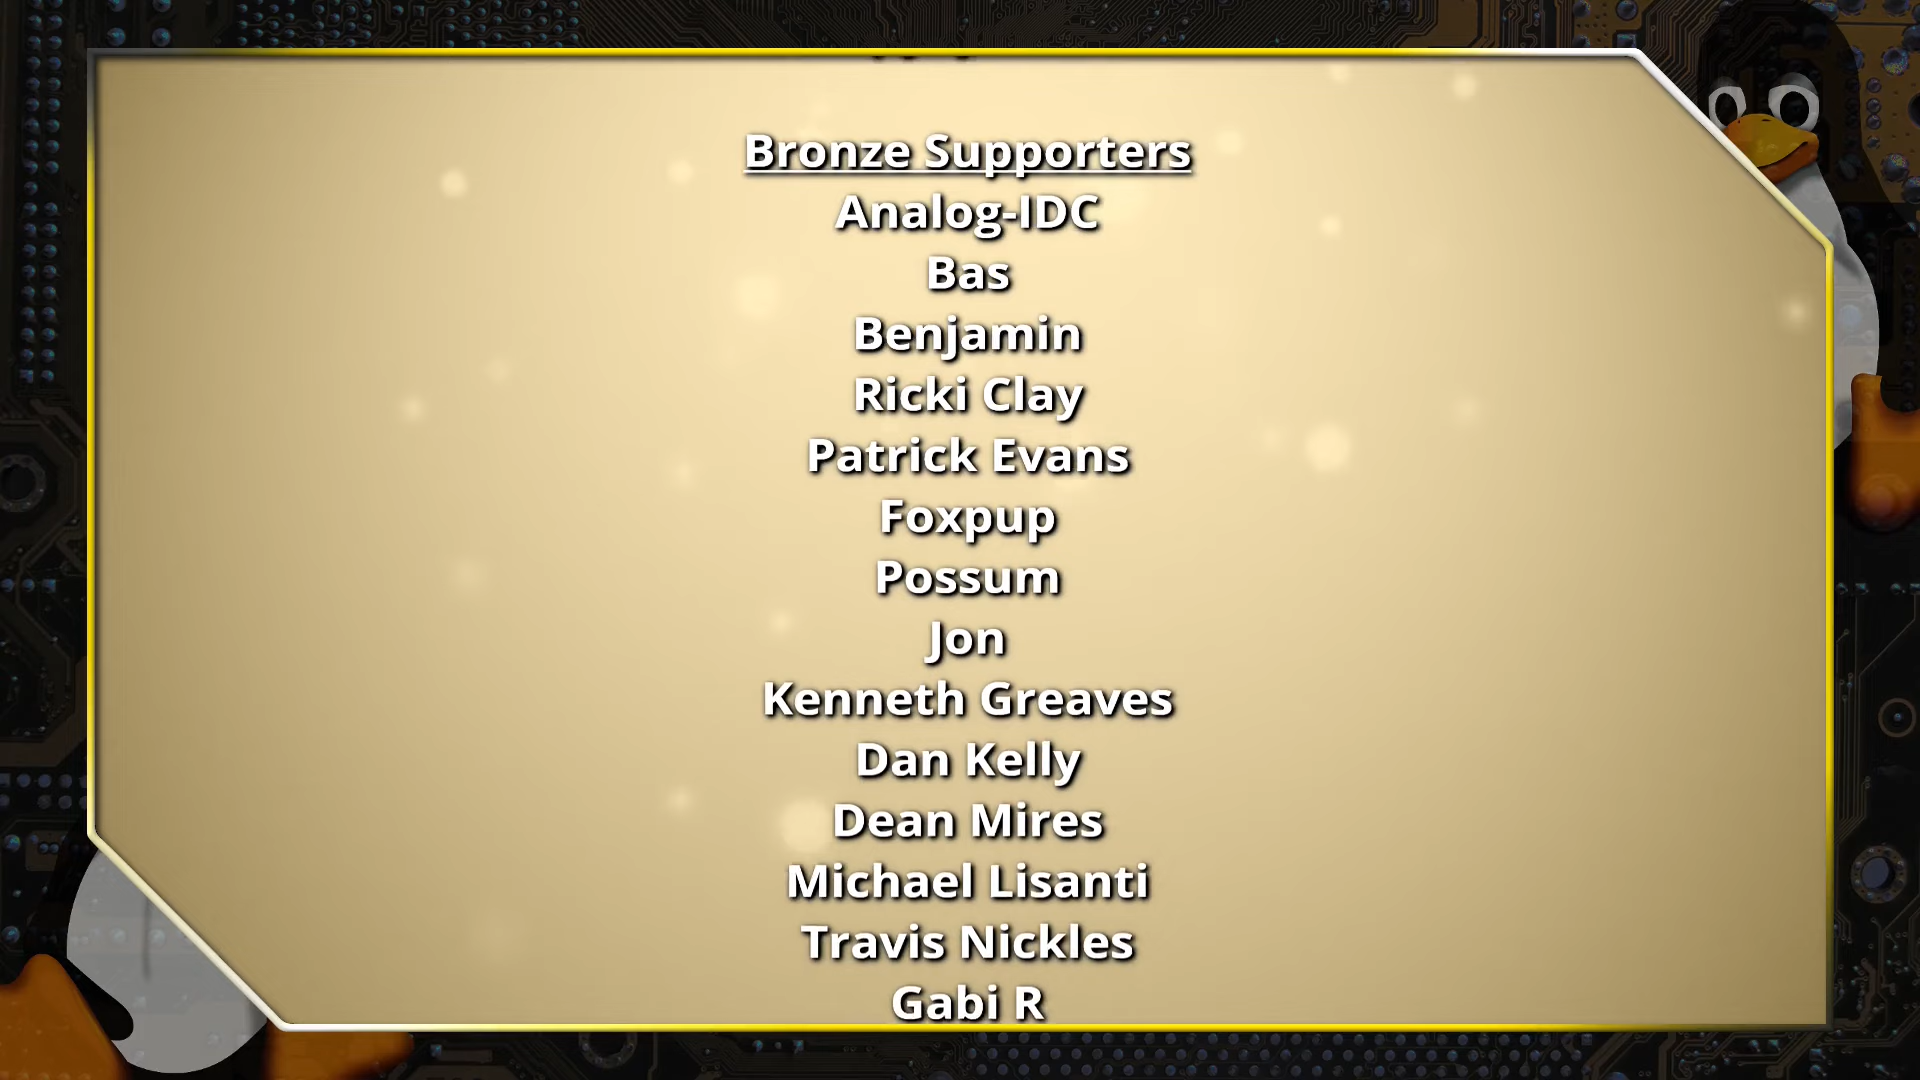 Bronze Supporters
Analog-IDC
Bas
Benjamin
Ricki Clay
Patrick Evans
Foxpup
Possum
Jon
Kenneth Greaves
Dan Kelly
Dean Mires
Michael Lisanti
Travis Nickles
Gabi R